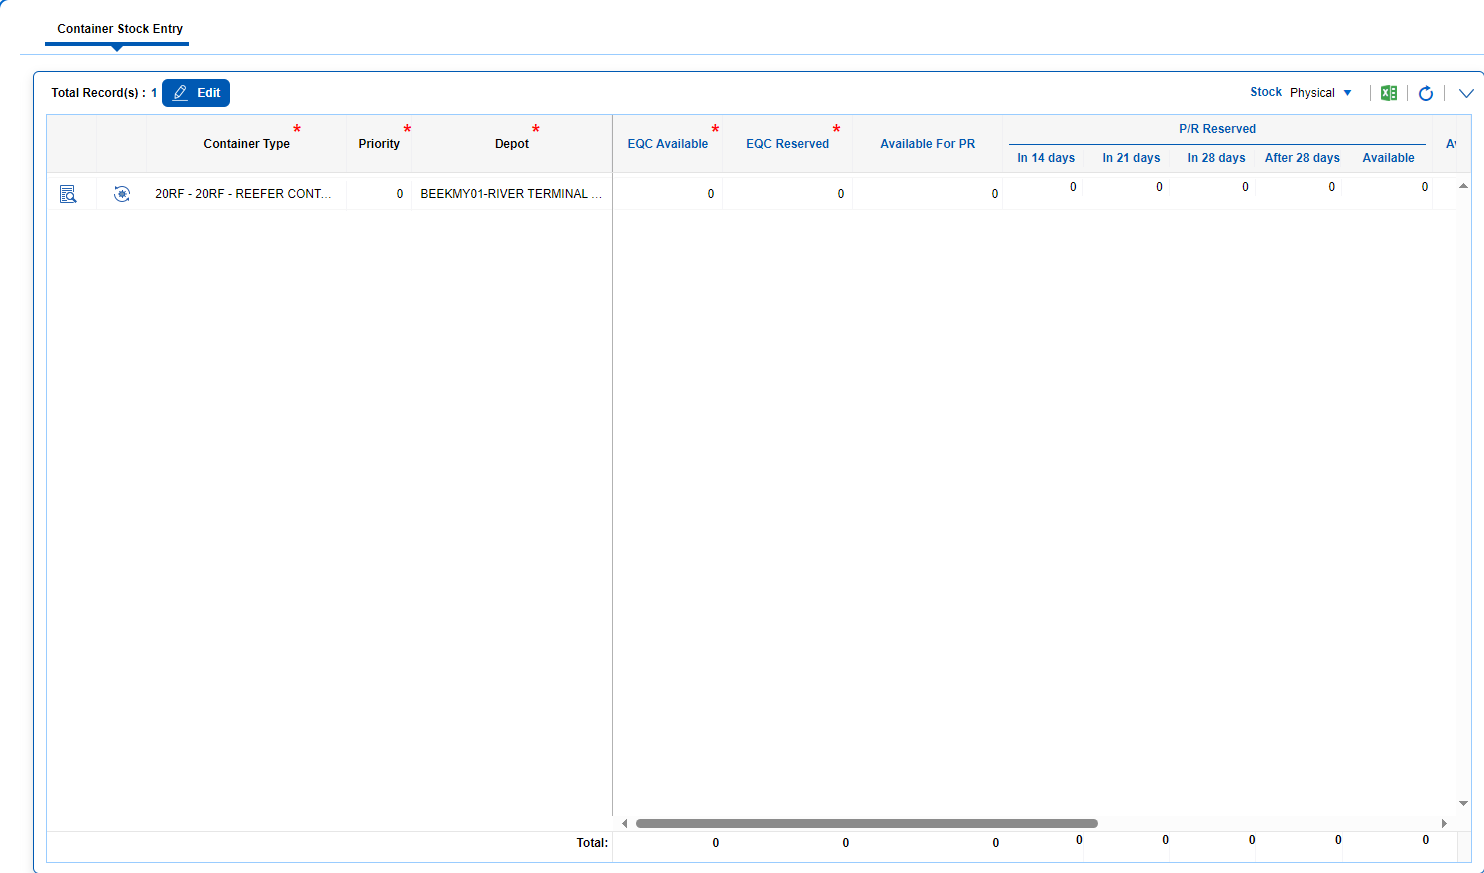 Container Stock Entry
Total Record(s) : 1 Edit Stock Physical
Container Type * Priority * Depot * EQC Available * EQC Reserved * Available For PR P/R Reserved
In 14 days In 21 days In 28 days After 28 days Available
20RF - 20RF - REEFER CONT... 0 BEEKMY01-RIVER TERMINAL ... 0 0 0 0 0 0 0 0
Total: 0 0 0 0 0 0 0 0